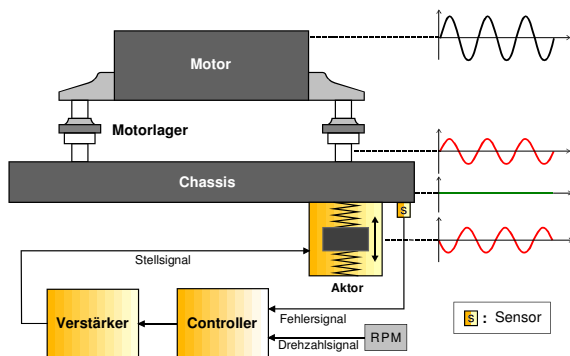 Motor
Motorlager
Chassis
S
Stellsignal
Aktor
Verstärker
Controller
Fehlersignal
Drehzahlsignal
RPM
S : Sensor